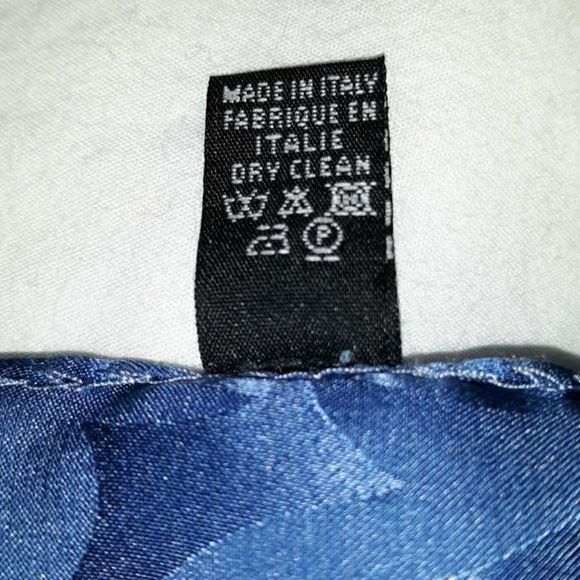 MADE IN ITALY
FABRIQUE EN
ITALIE
DRY CLEAN
P